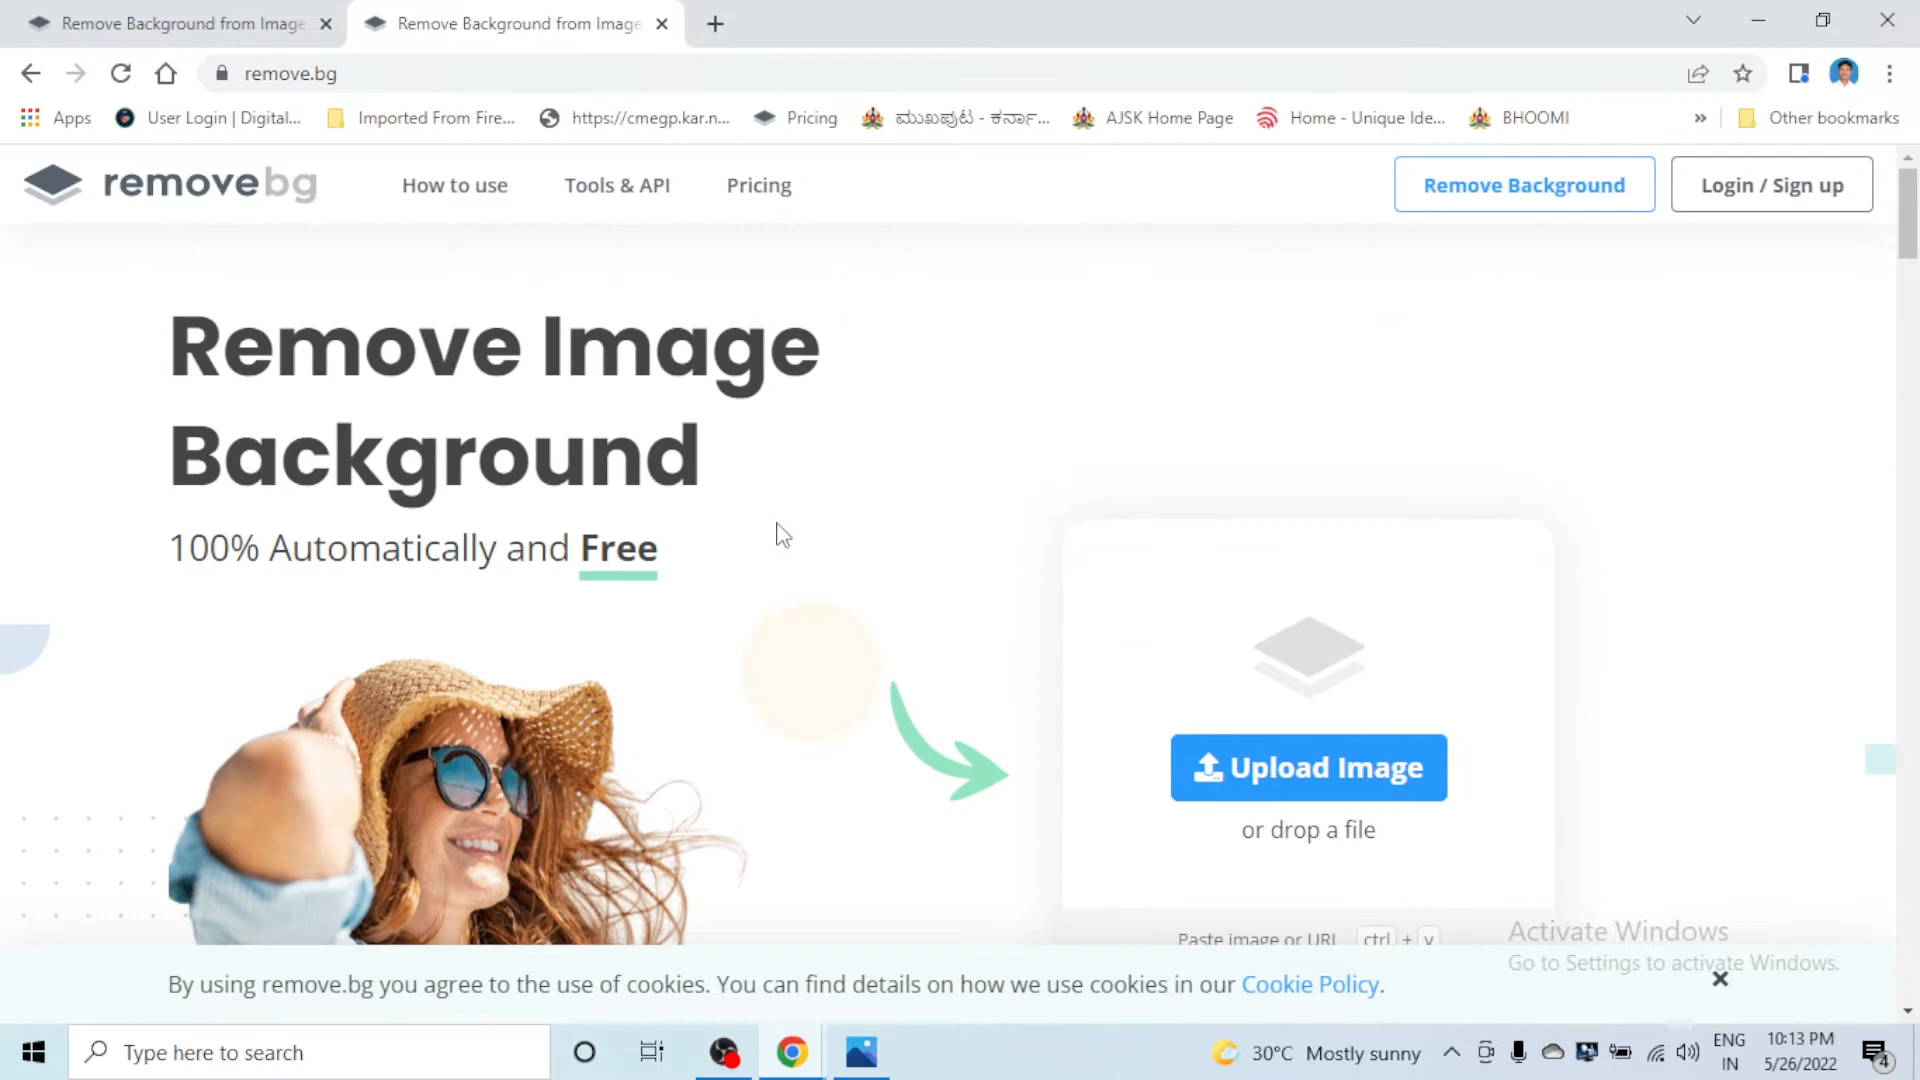 Remove Background from Image
Remove Background from Image
remove.bg
Apps
User Login | Digital...
Imported From Fire...
https://cmegp.kar.n...
Pricing
ಮುಖಪುಟ - ಕರ್ನಾ...
AJSK Home Page
Home - Unique Ide...
BHOOMI
»
Other bookmarks
removebg
How to use
Tools & API
Pricing
Remove Background
Login / Sign up
Remove Image
Background
100% Automatically and Free
Upload Image
or drop a file
Paste image or URL ctrl + v
Activate Windows
Go to Settings to activate Windows.
By using remove.bg you agree to the use of cookies. You can find details on how we use cookies in our Cookie Policy.
Type here to search
30°C Mostly sunny
ENG
IN
10:13 PM
5/26/2022
4